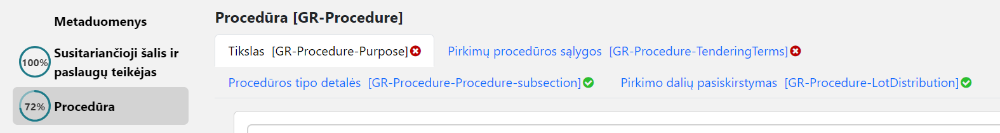 Metaduomenys
100%
Susitariančioji šalis ir
paslaugų teikėjas
72%
Procedūra
Procedūra [GR-Procedure]
Tikslas [GR-Procedure-Purpose]
Pirkimų procedūros sąlygos [GR-Procedure-TenderingTerms]
Procedūros tipo detalės [GR-Procedure-Procedure-subsection]
Pirkimo dalių pasiskirstymas [GR-Procedure-LotDistribution]